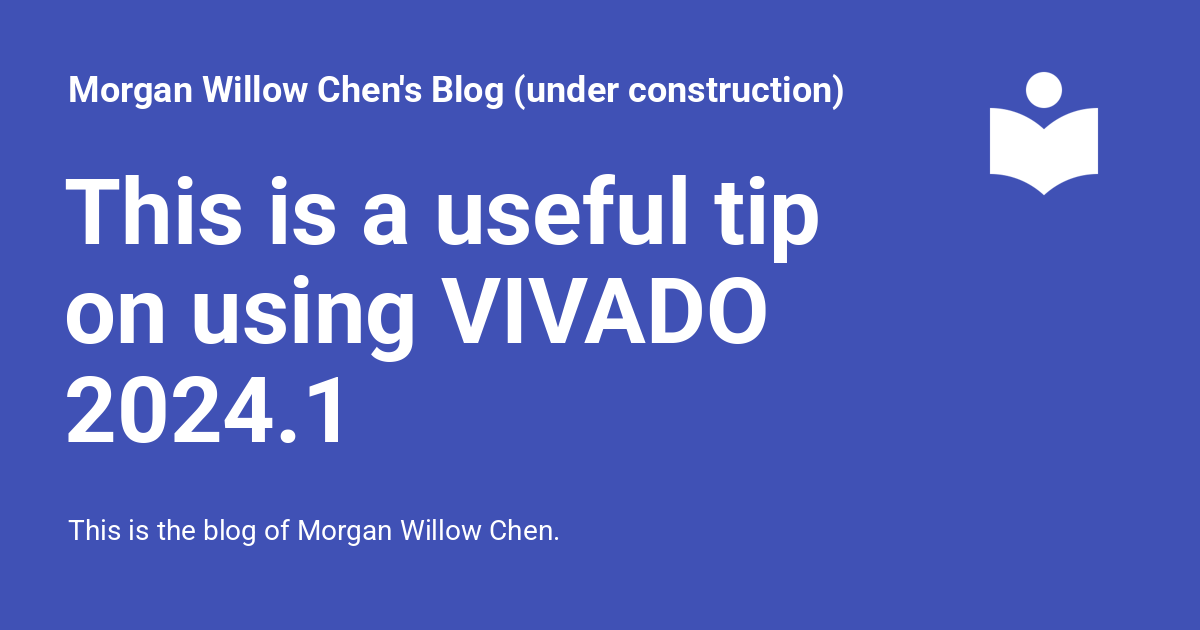 Morgan Willow Chen's Blog (under construction)
This is a useful tip
on using VIVADO
2024.1
This is the blog of Morgan Willow Chen.